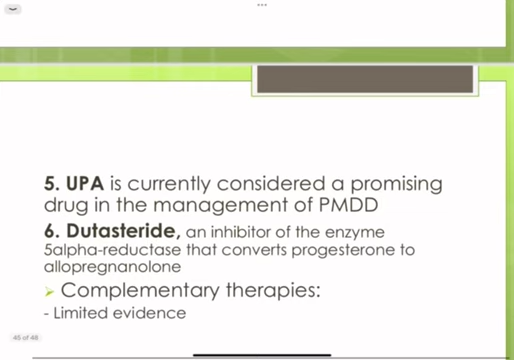 5. UPA is currently considered a promising
drug in the management of PMDD
6. Dutasteride, an inhibitor of the enzyme
5alpha-reductase that converts progesterone to
allopregnanolone
Complementary therapies:
- Limited evidence
45 of 48